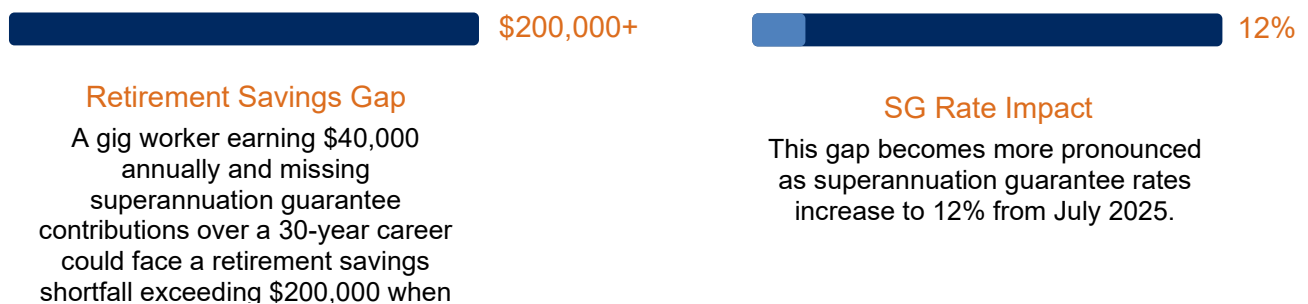 $200,000+
Retirement Savings Gap
A gig worker earning $40,000
annually and missing
superannuation guarantee
contributions over a 30-year career
could face a retirement savings
shortfall exceeding $200,000 when
12%
SG Rate Impact
This gap becomes more pronounced
as superannuation guarantee rates
increase to 12% from July 2025.